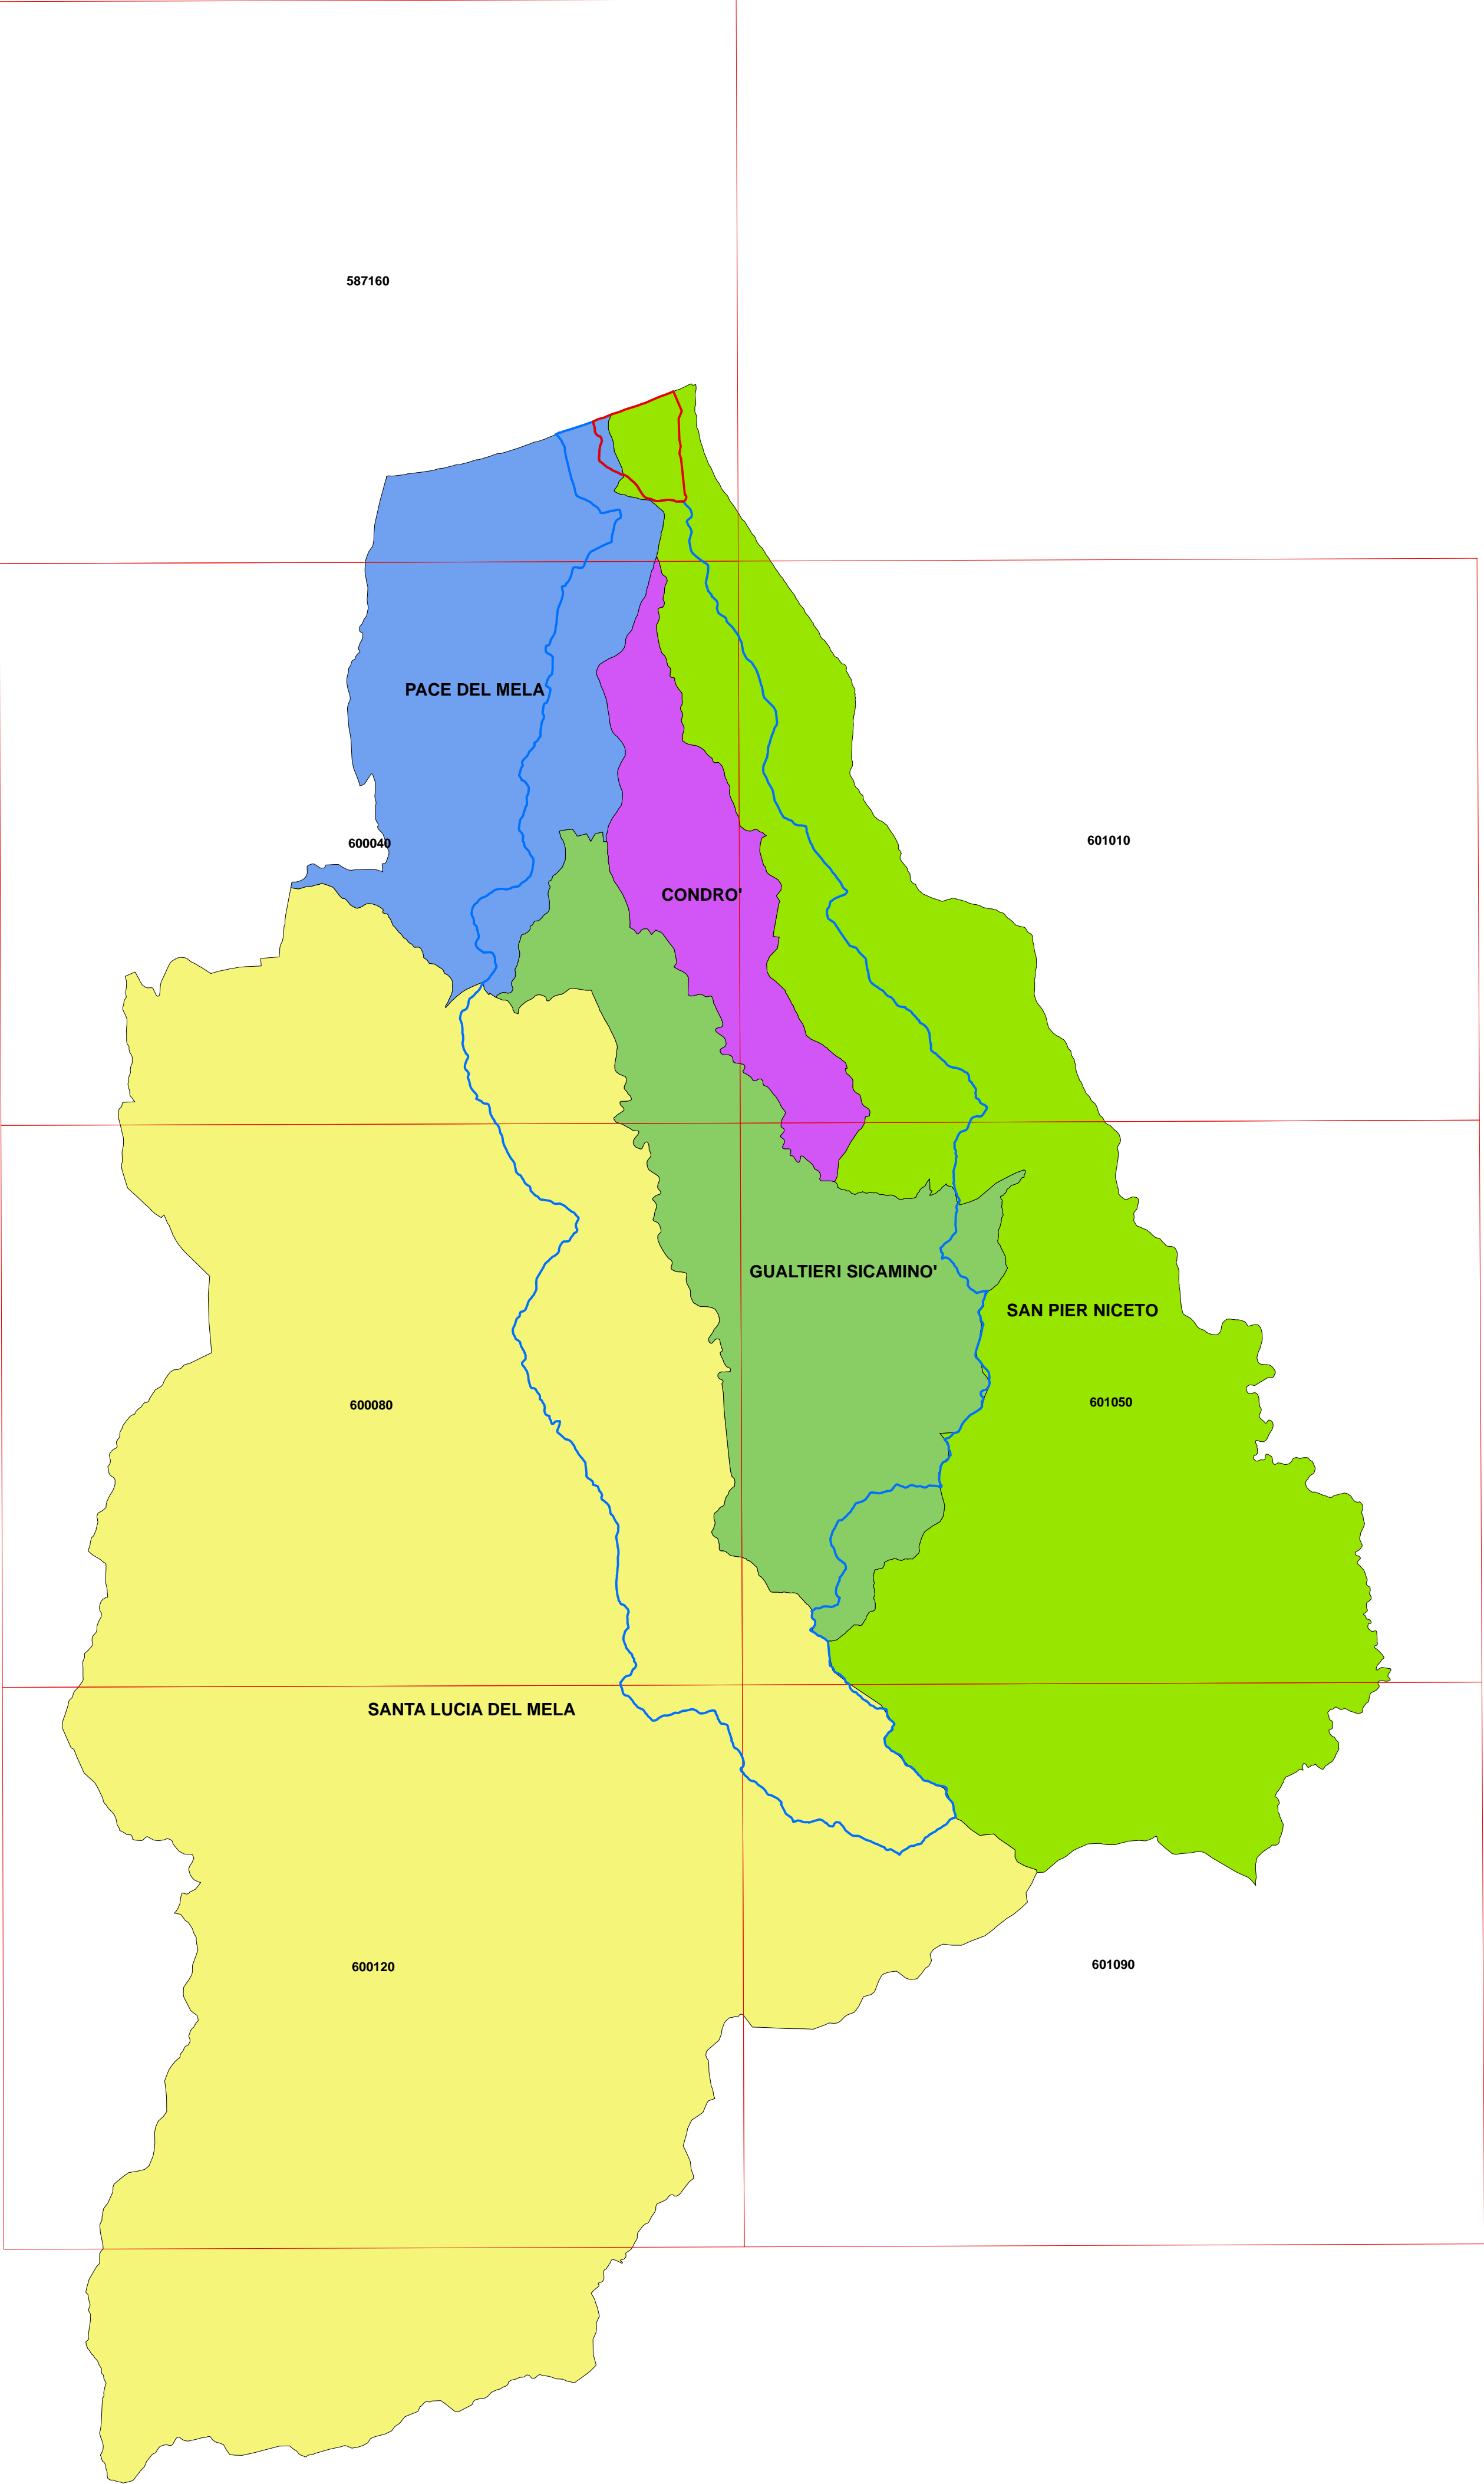 587160
PACE DEL MELA
600040
601010
CONDRO'
GUALTIERI SICAMINO'
SAN PIER NICETO
600080
601050
SANTA LUCIA DEL MELA
600120
601090